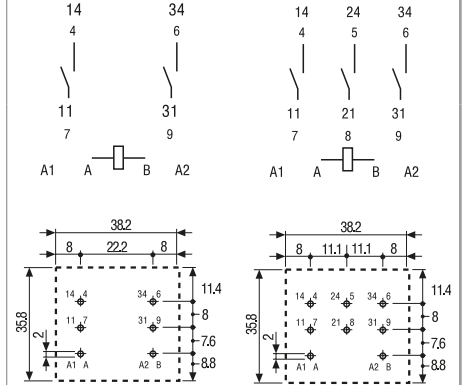 14 34 14 24 34
4 6 4 5 6
11 31 11 21 31
7 9 7 8 9
A1 A B A2 A1 A B A2
38.2 38.2
8 22.2 8 11.1 11.1 8
14 4 34 6 11.4 14 4 24 5 34 6 11.4
35.8 8 35.8 8
11 7 31 9 11 7 21 8 31 9
2 7.6 2 7.6
A1 A A2 B 8.8 A1 A A2 B 8.8